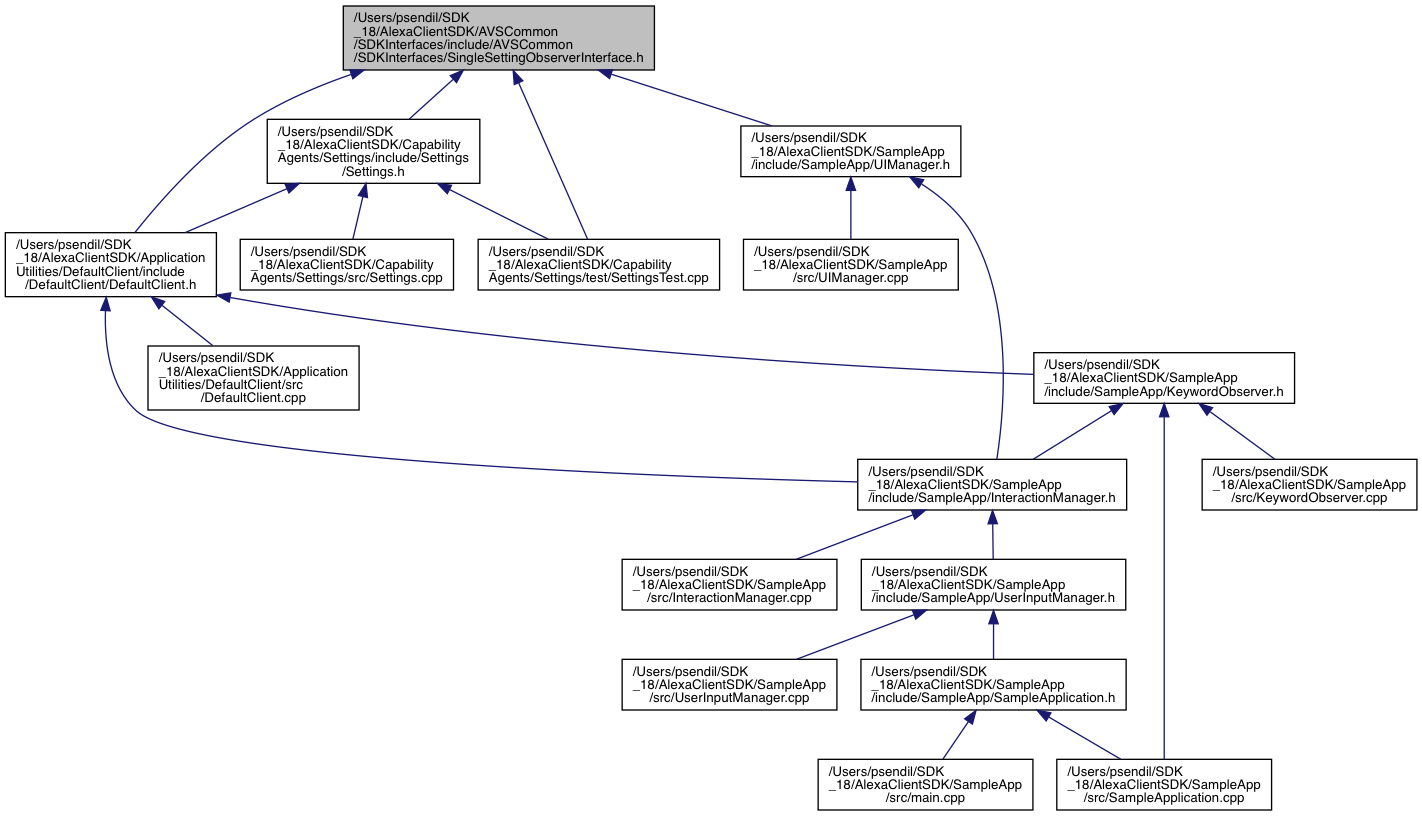 /Users/psendil/SDK
_18/AlexaClientSDK/AVSCommon
/SDKInterfaces/include/AVSCommon
/SDKInterfaces/SingleSettingObserverInterface.h
/Users/psendil/SDK
_18/AlexaClientSDK/Capability
Agents/Settings/include/Settings
/Settings.h
/Users/psendil/SDK
_18/AlexaClientSDK/SampleApp
/include/SampleApp/UIManager.h
/Users/psendil/SDK
_18/AlexaClientSDK/Application
Utilities/DefaultClient/include
/DefaultClient/DefaultClient.h
/Users/psendil/SDK
_18/AlexaClientSDK/Capability
Agents/Settings/src/Settings.cpp
/Users/psendil/SDK
_18/AlexaClientSDK/Capability
Agents/Settings/test/SettingsTest.cpp
/Users/psendil/SDK
_18/AlexaClientSDK/SampleApp
/src/UIManager.cpp
/Users/psendil/SDK
_18/AlexaClientSDK/Application
Utilities/DefaultClient/src
/DefaultClient.cpp
/Users/psendil/SDK
_18/AlexaClientSDK/SampleApp
/include/SampleApp/KeywordObserver.h
/Users/psendil/SDK
_18/AlexaClientSDK/SampleApp
/include/SampleApp/InteractionManager.h
/Users/psendil/SDK
_18/AlexaClientSDK/SampleApp
/src/KeywordObserver.cpp
/Users/psendil/SDK
_18/AlexaClientSDK/SampleApp
/src/InteractionManager.cpp
/Users/psendil/SDK
_18/AlexaClientSDK/SampleApp
/include/SampleApp/UserInputManager.h
/Users/psendil/SDK
_18/AlexaClientSDK/SampleApp
/src/UserInputManager.cpp
/Users/psendil/SDK
_18/AlexaClientSDK/SampleApp
/include/SampleApp/SampleApplication.h
/Users/psendil/SDK
_18/AlexaClientSDK/SampleApp
/src/main.cpp
/Users/psendil/SDK
_18/AlexaClientSDK/SampleApp
/src/SampleApplication.cpp